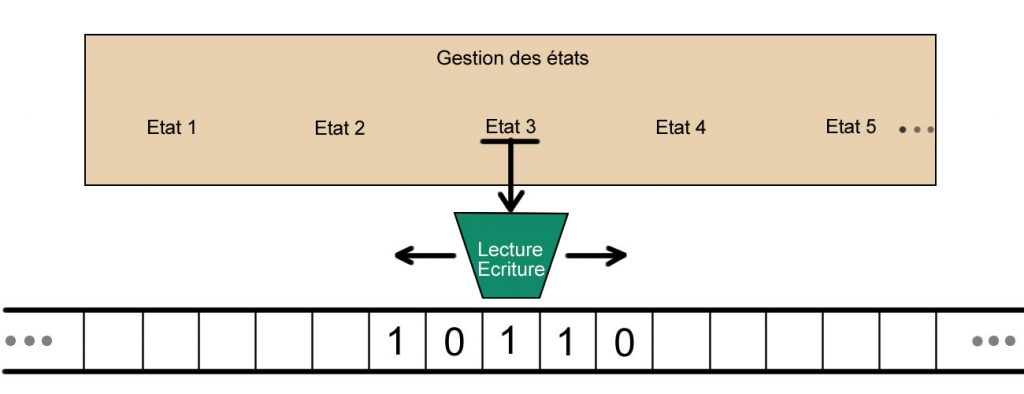 Gestion des états
Etat 1 Etat 2 Etat 3 Etat 4 Etat 5 ...
Lecture
Ecriture
... 1 0 1 1 0 ...